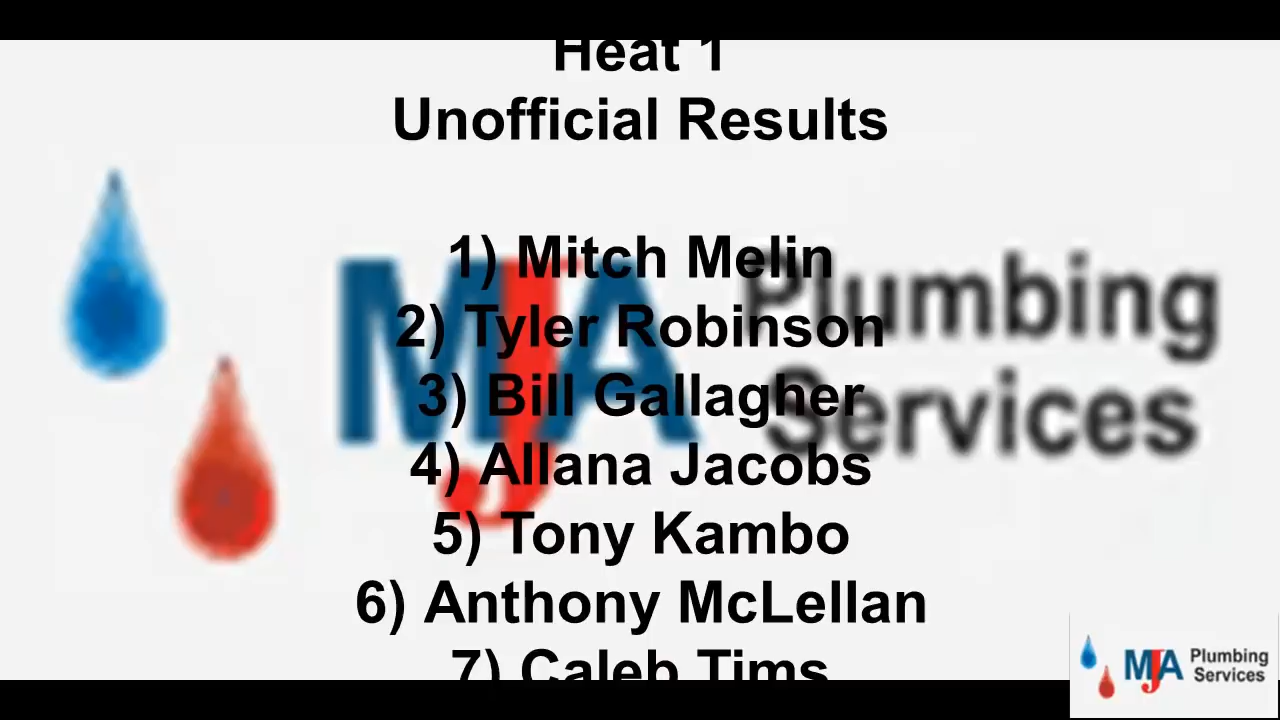 Heat 1
Unofficial Results
1) Mitch Melin
2) Tyler Robinson
3) Bill Gallagher
4) Allana Jacobs
5) Tony Kambo
6) Anthony McLellan
7) Caleb Tims
MJA Plumbing
Services
MJA Plumbing
Services